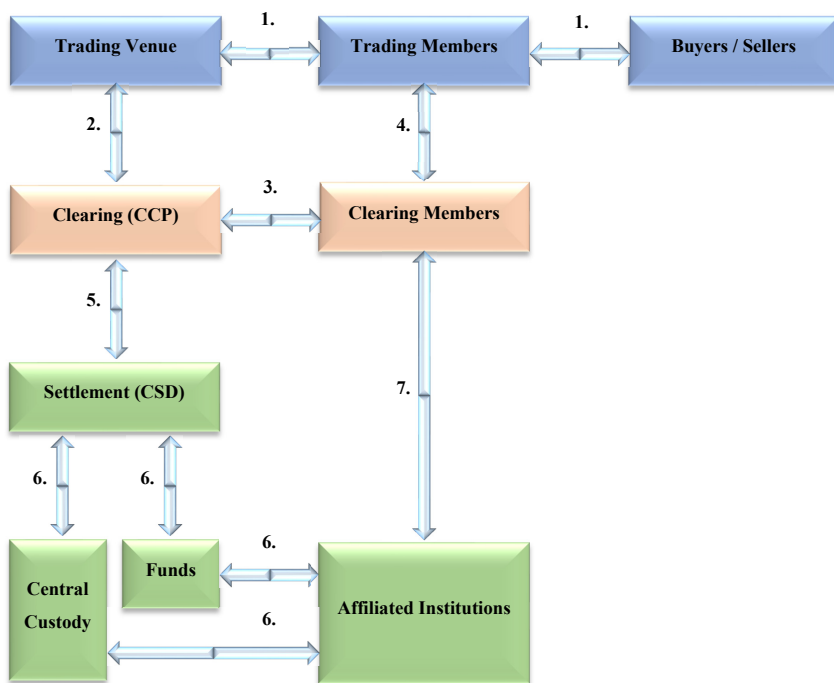 1.
1.
Trading Venue
Trading Members
Buyers / Sellers
2.
4.
3.
Clearing (CCP)
Clearing Members
5.
Settlement (CSD)
7.
6.
6.
6.
Funds
Central
Custody
Affiliated Institutions
6.